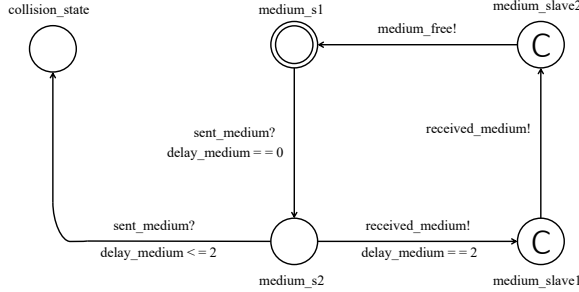 collision_state
medium_s1
medium_slave2
medium_free!
C
sent_medium?
delay_medium = = 0
received_medium!
sent_medium?
delay_medium < = 2
received_medium!
delay_medium == 2
C
medium_s2
medium_slave1